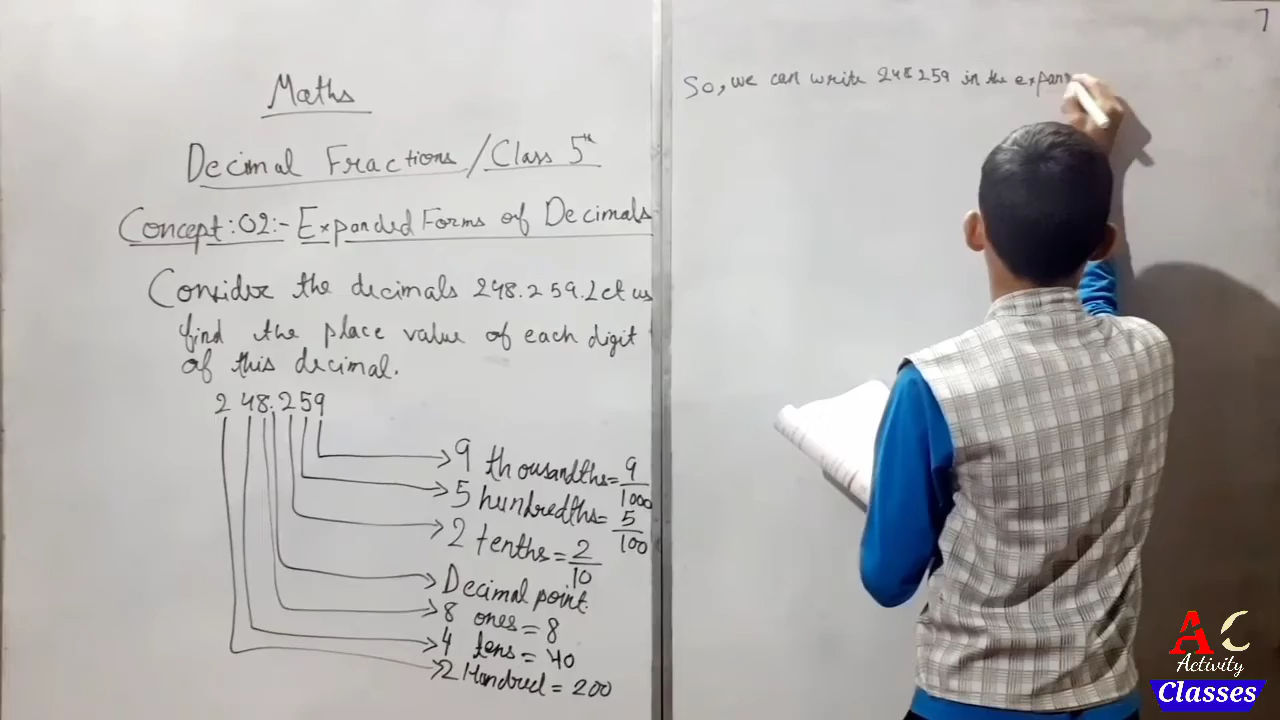 Maths
Decimal Fractions / Class 5th
Concept:02:- Expanded Forms of Decimals
Consider the decimals 248.259. Let us
find the place value of each digit
of this decimal.
248.259
9 thousandths = 9/1000
5 hundredths = 5/100
2 tenths = 2/10
Decimal point.
8 ones = 8
4 tens = 40
2 Hundred = 200
7
So, we can write 248.259 in the expan
AC
Activity
Classes